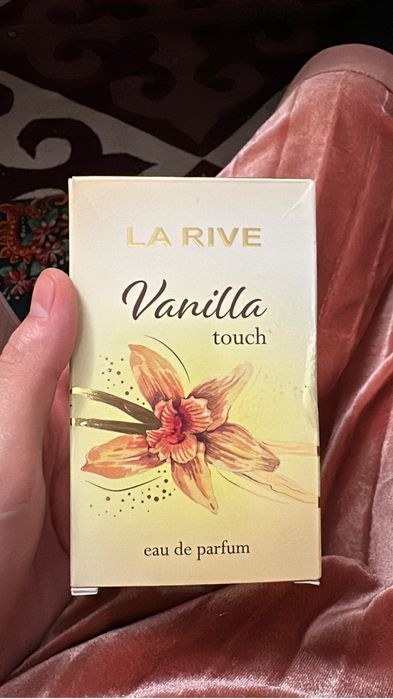 LA RIVE
Vanilla
touch
eau de parfum